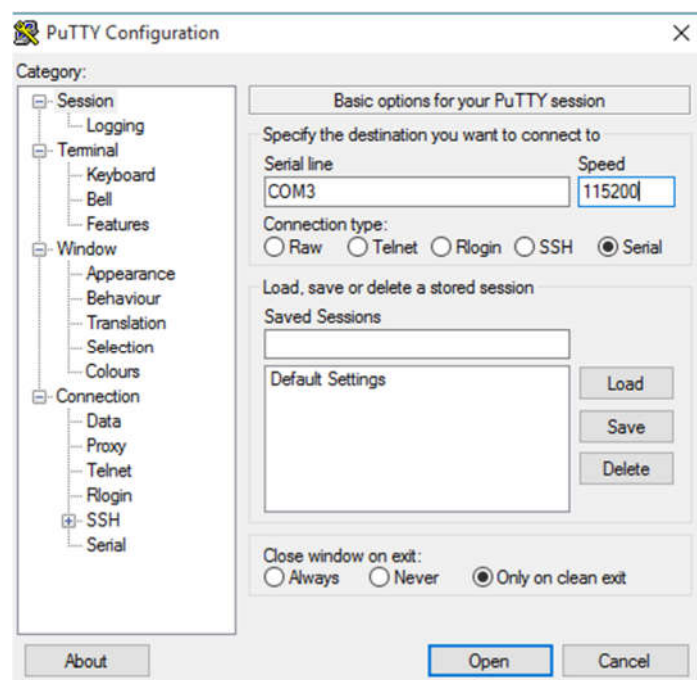 PuTTY Configuration
Category:
Session
Logging
Terminal
Keyboard
Bell
Features
Window
Appearance
Behaviour
Translation
Selection
Colours
Connection
Data
Proxy
Telnet
Rlogin
SSH
Serial
Basic options for your PuTTY session
Specify the destination you want to connect to
Serial line Speed
COM3 115200
Connection type:
Raw Telnet Rlogin SSH Serial
Load, save or delete a stored session
Saved Sessions
Default Settings
Load
Save
Delete
Close window on exit:
Always Never Only on clean exit
About Open Cancel